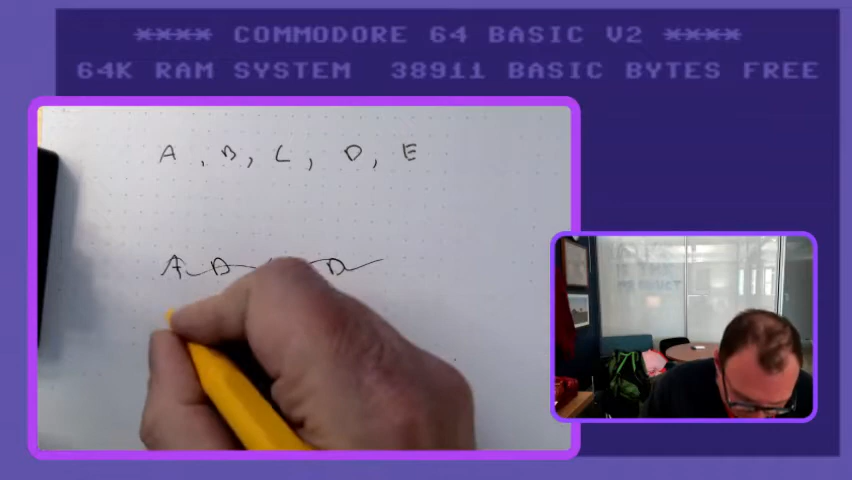 **** COMMODORE 64 BASIC V2 ****
64K RAM SYSTEM 38911 BASIC BYTES FREE
A, B, C, D, E
A D